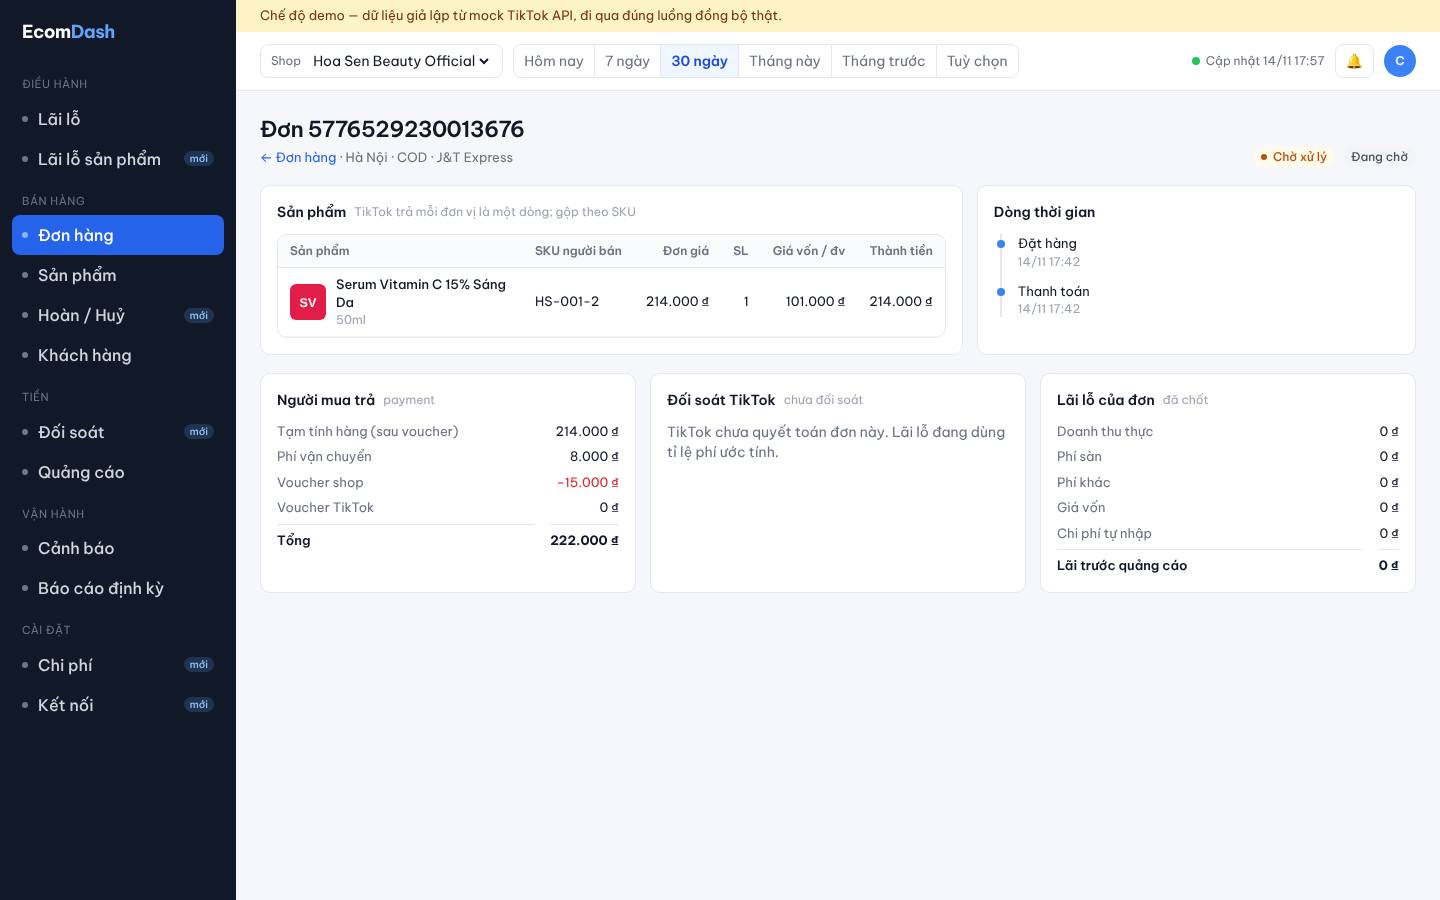 EcomDash
Chế độ demo — dữ liệu giả lập từ mock TikTok API, đi qua đúng luồng đồng bộ thật.
Shop Hoa Sen Beauty Official
Hôm nay 7 ngày 30 ngày Tháng này Tháng trước Tuỳ chọn
Cập nhật 14/11 17:57
C
ĐIỀU HÀNH
Lãi lỗ
Lãi lỗ sản phẩm mới
BÁN HÀNG
Đơn hàng
Sản phẩm
Hoàn / Huỷ mới
Khách hàng
TIỀN
Đối soát mới
Quảng cáo
VẬN HÀNH
Cảnh báo
Báo cáo định kỳ
CÀI ĐẶT
Chi phí mới
Kết nối mới
Đơn 5776529230013676
← Đơn hàng · Hà Nội · COD · J&T Express
Chờ xử lý Đang chờ
Sản phẩm TikTok trả mỗi đơn vị là một dòng; gộp theo SKU
Sản phẩm SKU người bán Đơn giá SL Giá vốn / đv Thành tiền
SV
Serum Vitamin C 15% Sáng
Da
50ml
HS-001-2 214.000 ₫ 1 101.000 ₫ 214.000 ₫
Dòng thời gian
Đặt hàng
14/11 17:42
Thanh toán
14/11 17:42
Người mua trả payment
Tạm tính hàng (sau voucher) 214.000 ₫
Phí vận chuyển 8.000 ₫
Voucher shop -15.000 ₫
Voucher TikTok 0 ₫
Tổng 222.000 ₫
Đối soát TikTok chưa đối soát
TikTok chưa quyết toán đơn này. Lãi lỗ đang dùng
tỉ lệ phí ước tính.
Lãi lỗ của đơn đã chốt
Doanh thu thực 0 ₫
Phí sàn 0 ₫
Phí khác 0 ₫
Giá vốn 0 ₫
Chi phí tự nhập 0 ₫
Lãi trước quảng cáo 0 ₫